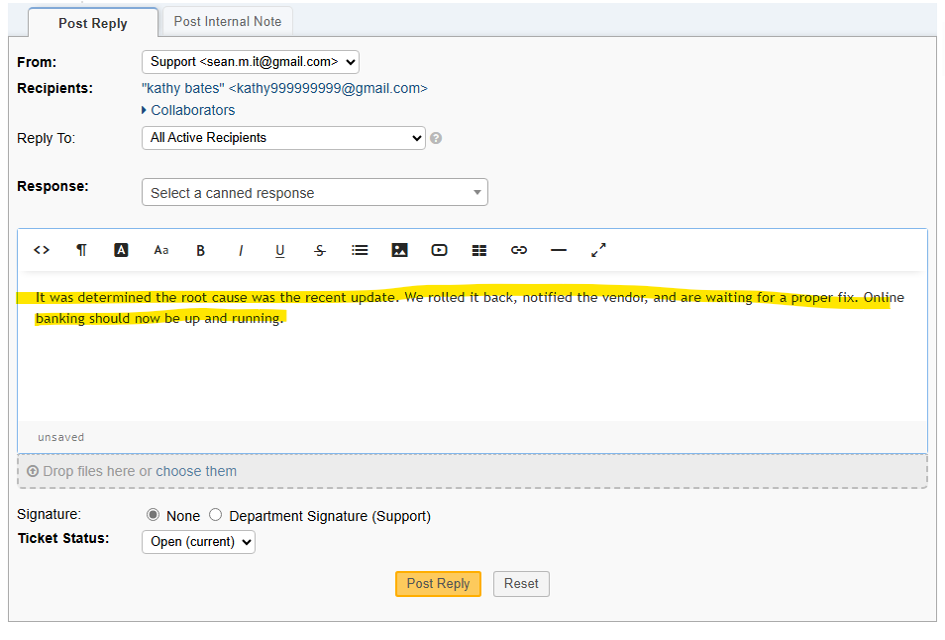 Post Reply
Post Internal Note
From:
Support <sean.m.it@gmail.com>
Recipients:
"kathy bates" <kathy999999999@gmail.com>
Collaborators
Reply To:
All Active Recipients
?
Response:
Select a canned response
<> ¶ A Aa B I U S
It was determined the root cause was the recent update. We rolled it back, notified the vendor, and are waiting for a proper fix. Online
banking should now be up and running.
unsaved
Drop files here or choose them
Signature:
None
Department Signature (Support)
Ticket Status:
Open (current)
Post Reply
Reset